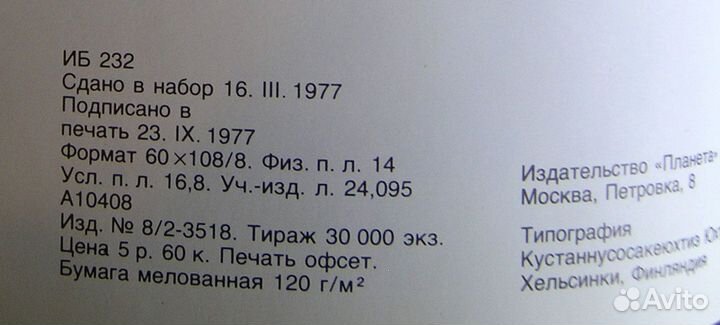 ИБ 232
Сдано в набор 16. III. 1977
Подписано в
печать 23. IX. 1977
Формат 60×108/8. Физ. п. л. 14
Усл. п. л. 16,8. Уч.-изд. л. 24,095
А10408
Изд. № 8/2-3518. Тираж 30 000 экз.
Цена 5 р. 60 к. Печать офсет.
Бумага мелованная 120 г/м²
Издательство «Планета»
Москва, Петровка, 8
Типография
Кустаннусосакеюхтиэ
Хельсинки, Финляндия
Avito